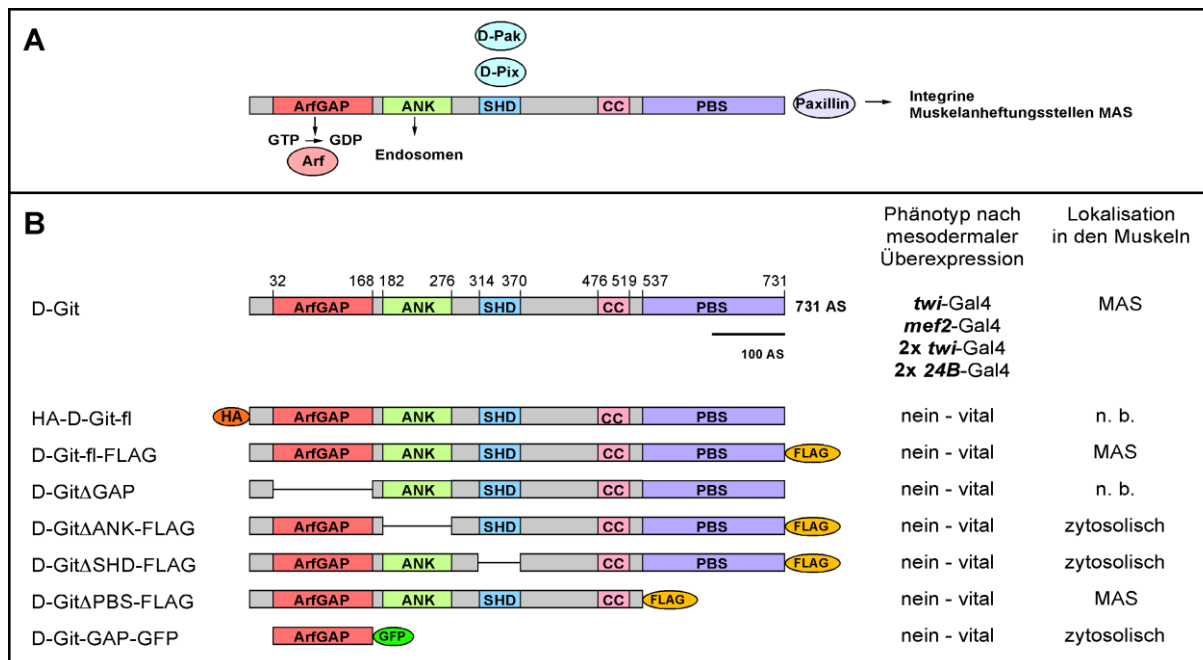 A
D-Pak
D-Pix
ArfGAP ANK SHD CC PBS Paxillin
Integrine
Muskelanheftungsstellen MAS
GTP GDP
Arf
Endosomen
B
Phänotyp nach
mesodermaler
Überexpression
Lokalisation
in den Muskeln
32 168 182 276 314 370 476 519 537 731
D-Git ArfGAP ANK SHD CC PBS 731 AS
100 AS
twi-Gal4
mef2-Gal4
2x twi-Gal4
2x 24B-Gal4
MAS
HA-D-Git-fl HA ArfGAP ANK SHD CC PBS nein - vital n. b.
D-Git-fl-FLAG ArfGAP ANK SHD CC PBS FLAG nein - vital MAS
D-GitΔGAP ANK SHD CC PBS nein - vital n. b.
D-GitΔANK-FLAG ArfGAP SHD CC PBS FLAG nein - vital zytosolisch
D-GitΔSHD-FLAG ArfGAP ANK CC PBS FLAG nein - vital zytosolisch
D-GitΔPBS-FLAG ArfGAP ANK SHD CC FLAG nein - vital MAS
D-Git-GAP-GFP ArfGAP GFP nein - vital zytosolisch